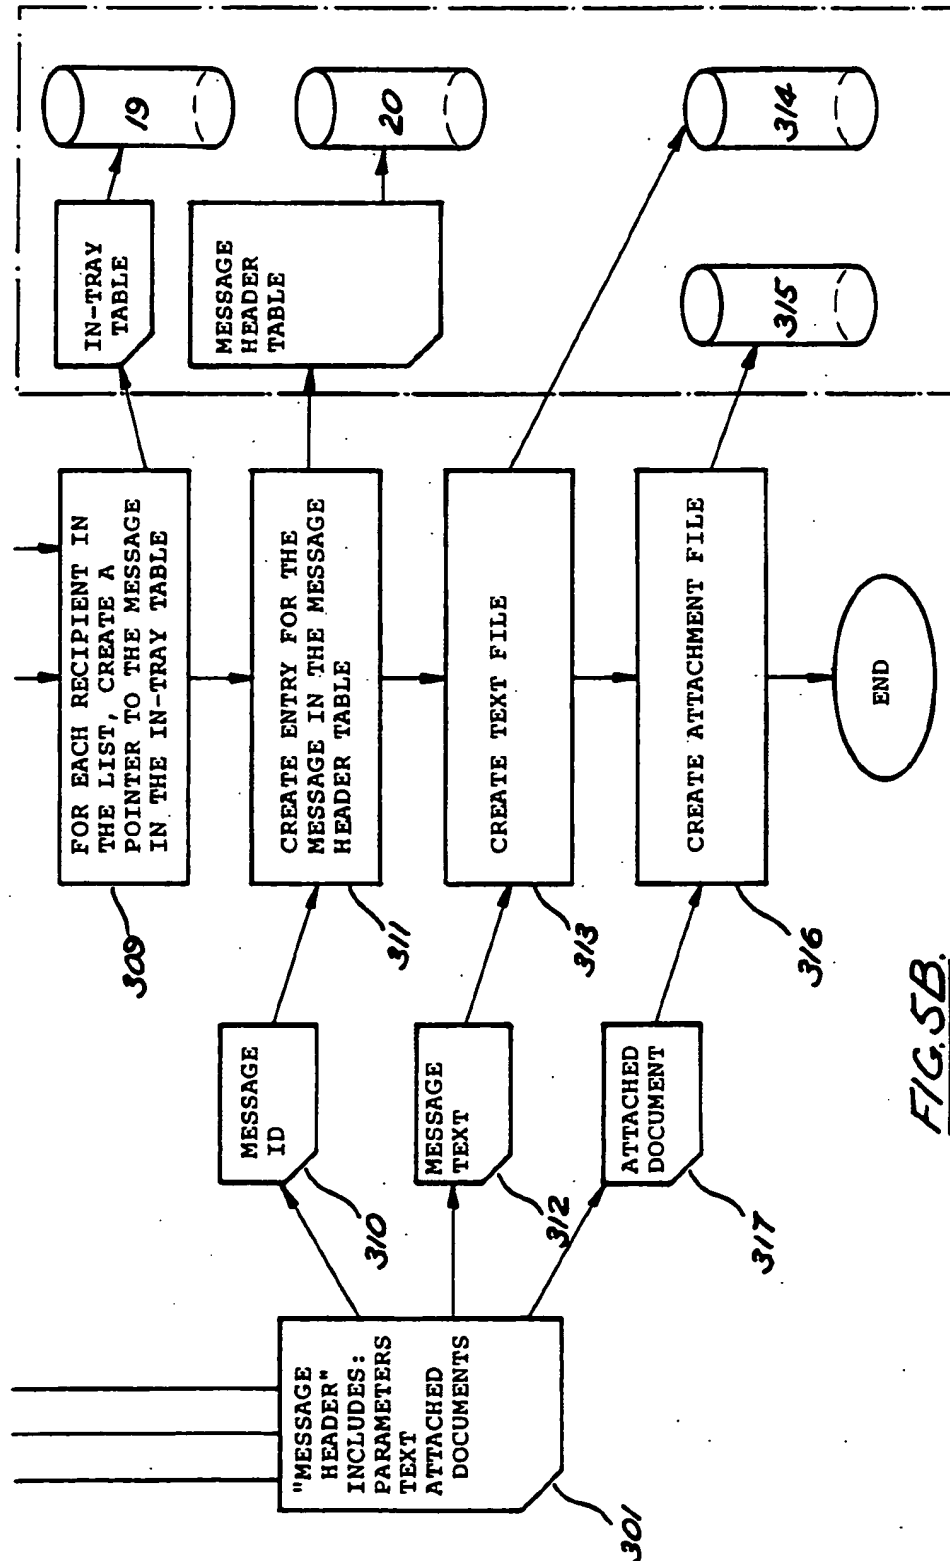 "MESSAGE
HEADER"
INCLUDES:
PARAMETERS
TEXT
ATTACHED
DOCUMENTS
301
MESSAGE
ID
310
MESSAGE
TEXT
312
ATTACHED
DOCUMENT
317
FOR EACH RECIPIENT IN
THE LIST, CREATE A
POINTER TO THE MESSAGE
IN THE IN-TRAY TABLE
309
CREATE ENTRY FOR THE
MESSAGE IN THE MESSAGE
HEADER TABLE
311
CREATE TEXT FILE
313
CREATE ATTACHMENT FILE
316
END
IN-TRAY
TABLE
19
MESSAGE
HEADER
TABLE
20
314
315
FIG.5B.